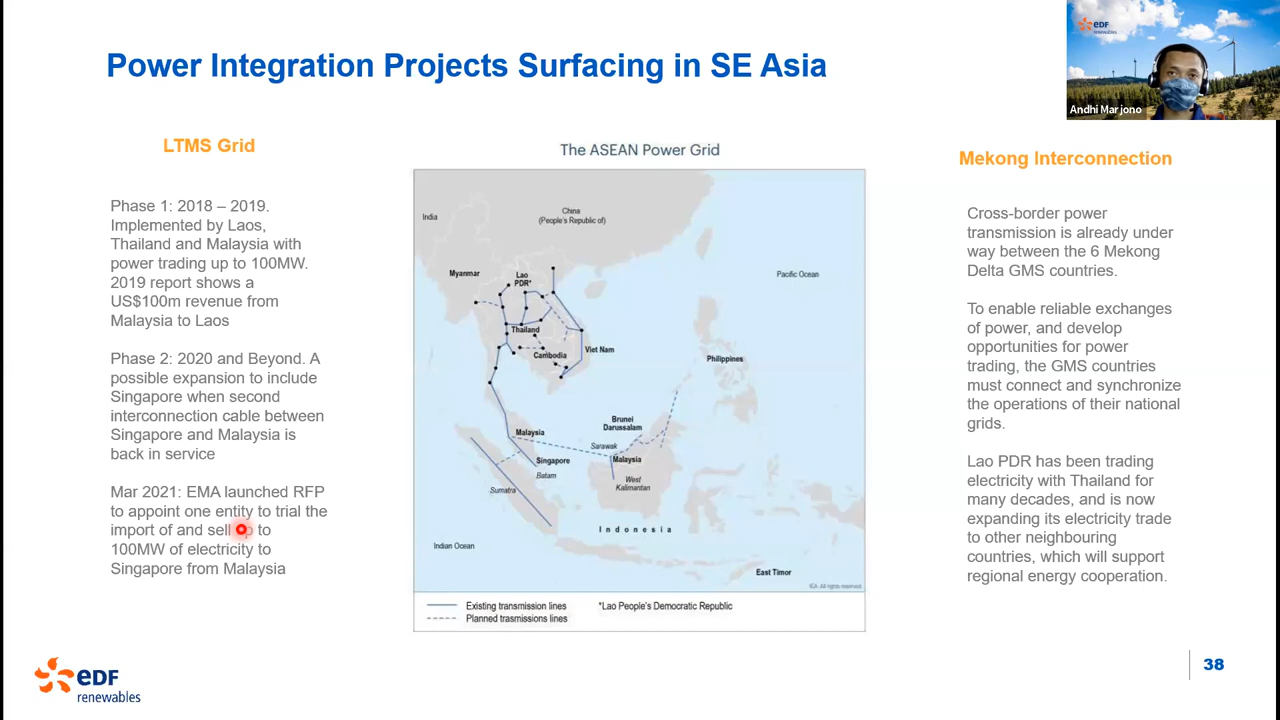 Power Integration Projects Surfacing in SE Asia
edf
renewables
Andhi Marjono
LTMS Grid
Phase 1: 2018 – 2019.
Implemented by Laos,
Thailand and Malaysia with
power trading up to 100MW.
2019 report shows a
US$100m revenue from
Malaysia to Laos
Phase 2: 2020 and Beyond. A
possible expansion to include
Singapore when second
interconnection cable between
Singapore and Malaysia is
back in service
Mar 2021: EMA launched RFP
to appoint one entity to trial the
import of and sell up to
100MW of electricity to
Singapore from Malaysia
The ASEAN Power Grid
India
China
(People's Republic of)
Myanmar
Lao
PDR*
Pacific Ocean
Thailand
Cambodia
Viet Nam
Philippines
Brunei
Darussalam
Malaysia
Sarawak
Singapore
Malaysia
Batam
West
Kalimantan
Sumatra
Indonesia
Indian Ocean
East Timor
IEA. All rights reserved.
Existing transmission lines
*Lao People's Democratic Republic
Planned trasmissions lines
Mekong Interconnection
Cross-border power
transmission is already under
way between the 6 Mekong
Delta GMS countries.
To enable reliable exchanges
of power, and develop
opportunities for power
trading, the GMS countries
must connect and synchronize
the operations of their national
grids.
Lao PDR has been trading
electricity with Thailand for
many decades, and is now
expanding its electricity trade
to other neighbouring
countries, which will support
regional energy cooperation.
edf
renewables
38